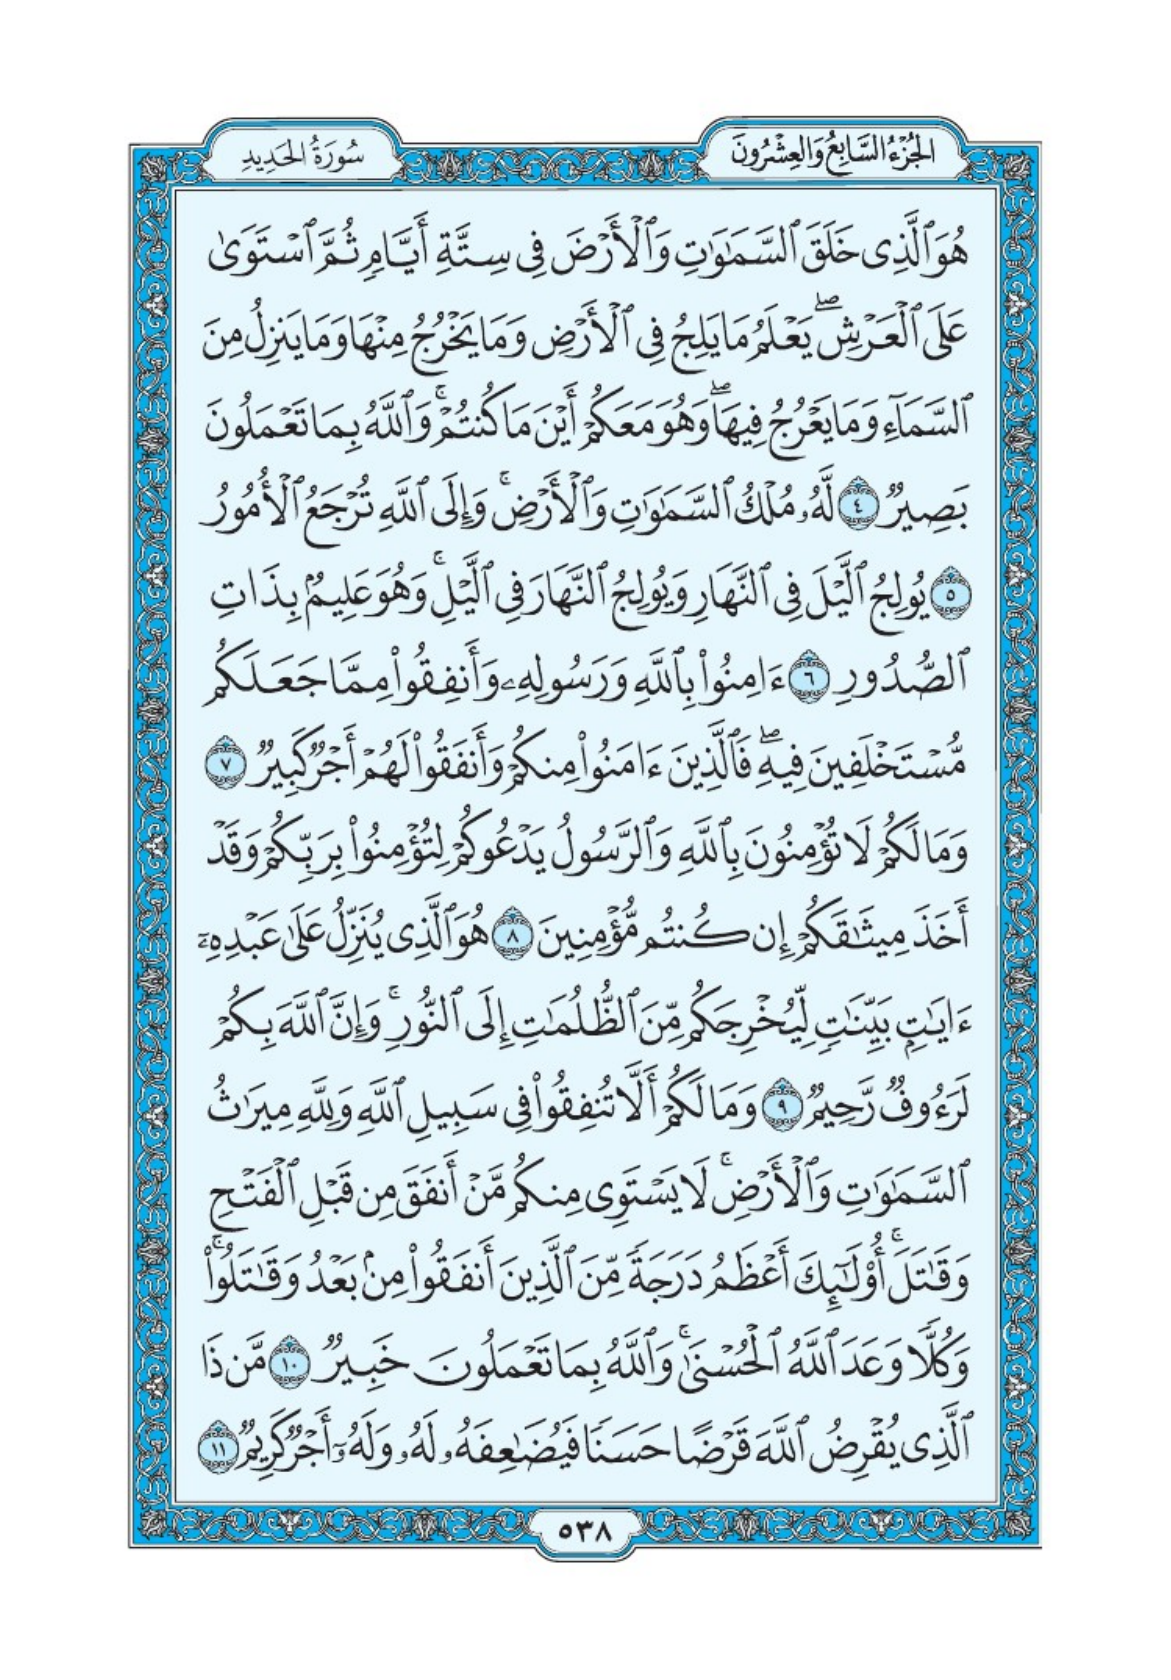 الجُزْءُ السَّابِعُ وَالعِشْرُونَ
سُورَةُ الحَدِيدِ
هُوَ ٱلَّذِى خَلَقَ ٱلسَّمَٰوَٰتِ وَٱلْأَرْضَ فِى سِتَّةِ أَيَّامٍ ثُمَّ ٱسْتَوَىٰ
عَلَى ٱلْعَرْشِ ۖ يَعْلَمُ مَا يَلِجُ فِى ٱلْأَرْضِ وَمَا يَخْرُجُ مِنْهَا وَمَا يَنزِلُ مِنَ
ٱلسَّمَآءِ وَمَا يَعْرُجُ فِيهَا ۖ وَهُوَ مَعَكُمْ أَيْنَ مَا كُنتُمْ ۚ وَٱللَّهُ بِمَا تَعْمَلُونَ
بَصِيرٌ ٤ لَّهُۥ مُلْكُ ٱلسَّمَٰوَٰتِ وَٱلْأَرْضِ ۚ وَإِلَى ٱللَّهِ تُرْجَعُ ٱلْأُمُورُ
٥ يُولِجُ ٱلَّيْلَ فِى ٱلنَّهَارِ وَيُولِجُ ٱلنَّهَارَ فِى ٱلَّيْلِ ۚ وَهُوَ عَلِيمٌۢ بِذَاتِ
ٱلصُّدُورِ ٦ ءَامِنُوا۟ بِٱللَّهِ وَرَسُولِهِۦ وَأَنفِقُوا۟ مِمَّا جَعَلَكُم
مُّسْتَخْلَفِينَ فِيهِ ۖ فَٱلَّذِينَ ءَامَنُوا۟ مِنكُمْ وَأَنفَقُوا۟ لَهُمْ أَجْرٌ كَبِيرٌ ٧
وَمَا لَكُمْ لَا تُؤْمِنُونَ بِٱللَّهِ وَٱلرَّسُولُ يَدْعُوكُمْ لِتُؤْمِنُوا۟ بِرَبِّكُمْ وَقَدْ
أَخَذَ مِيثَٰقَكُمْ إِن كُنتُم مُّؤْمِنِينَ ٨ هُوَ ٱلَّذِى يُنَزِّلُ عَلَىٰ عَبْدِهِۦٓ
ءَايَٰتٍۭ بَيِّنَٰتٍ لِّيُخْرِجَكُم مِّنَ ٱلظُّلُمَٰتِ إِلَى ٱلنُّورِ ۚ وَإِنَّ ٱللَّهَ بِكُمْ
لَرَءُوفٌ رَّحِيمٌ ٩ وَمَا لَكُمْ أَلَّا تُنفِقُوا۟ فِى سَبِيلِ ٱللَّهِ وَلِلَّهِ مِيرَٰثُ
ٱلسَّمَٰوَٰتِ وَٱلْأَرْضِ ۚ لَا يَسْتَوِى مِنكُم مَّنْ أَنفَقَ مِن قَبْلِ ٱلْفَتْحِ
وَقَٰتَلَ ۚ أُو۟لَٰٓئِكَ أَعْظَمُ دَرَجَةً مِّنَ ٱلَّذِينَ أَنفَقُوا۟ مِنۢ بَعْدُ وَقَٰتَلُوا۟ ۚ
وَكُلًّا وَعَدَ ٱللَّهُ ٱلْحُسْنَىٰ ۚ وَٱللَّهُ بِمَا تَعْمَلُونَ خَبِيرٌ ١٠ مَّن ذَا
ٱلَّذِى يُقْرِضُ ٱللَّهَ قَرْضًا حَسَنًا فَيُضَٰعِفَهُۥ لَهُۥ وَلَهُۥٓ أَجْرٌ كَرِيمٌ ١١
٥٣٨